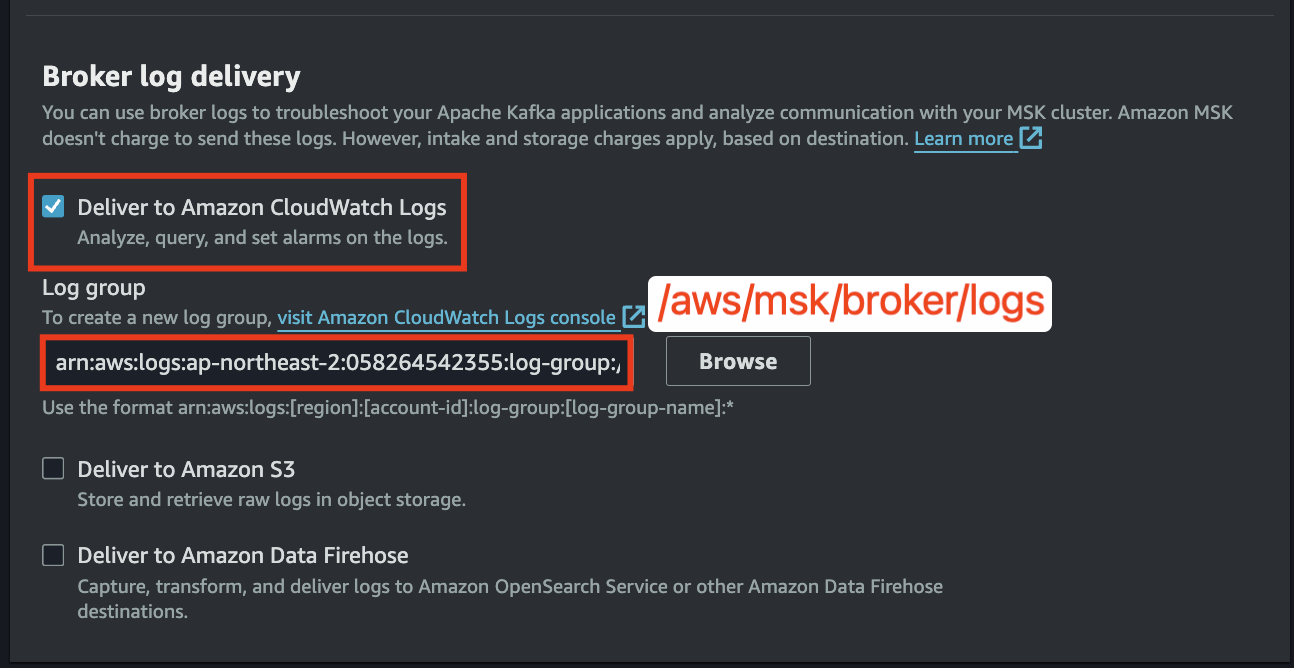 Broker log delivery
You can use broker logs to troubleshoot your Apache Kafka applications and analyze communication with your MSK cluster. Amazon MSK
doesn't charge to send these logs. However, intake and storage charges apply, based on destination. Learn more
Deliver to Amazon CloudWatch Logs
Analyze, query, and set alarms on the logs.
Log group
To create a new log group, visit Amazon CloudWatch Logs console
/aws/msk/broker/logs
arn:aws:logs:ap-northeast-2:058264542355:log-group:/
Browse
Use the format arn:aws:logs:[region]:[account-id]:log-group:[log-group-name]:*
Deliver to Amazon S3
Store and retrieve raw logs in object storage.
Deliver to Amazon Data Firehose
Capture, transform, and deliver logs to Amazon OpenSearch Service or other Amazon Data Firehose
destinations.